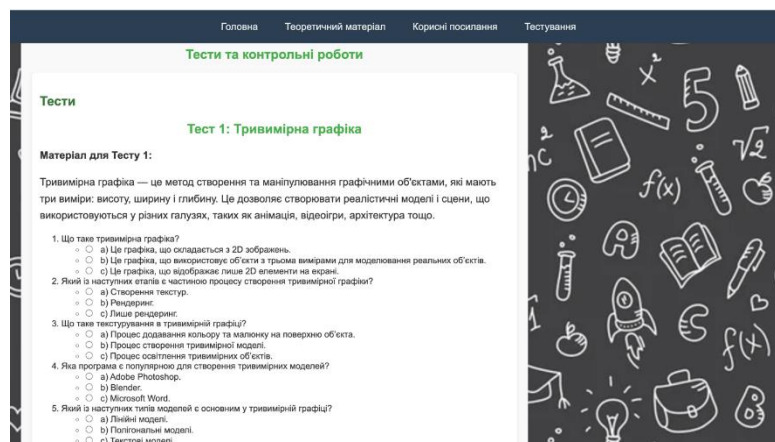 Головна Теоретичний матеріал Корисні посилання Тестування
Тести та контрольні роботи
Тести
Тест 1: Тривимірна графіка
Матеріал для Тесту 1:
Тривимірна графіка — це метод створення та маніпулювання графічними об'єктами, які мають
три виміри: висоту, ширину і глибину. Це дозволяє створювати реалістичні моделі і сцени, що
використовуються у різних галузях, таких як анімація, відеоігри, архітектура тощо.
1. Що таке тривимірна графіка?
a) Це графіка, що складається з 2D зображень.
b) Це графіка, що використовує об'єкти з трьома вимірами для моделювання реальних об'єктів.
c) Це графіка, що відображає лише 2D елементи на екрані.
2. Який із наступних етапів є частиною процесу створення тривимірної графіки?
a) Створення текстур.
b) Рендеринг.
c) Лише рендеринг.
3. Що таке текстурування в тривимірній графіці?
a) Процес додавання кольору та малюнку на поверхню об'єкта.
b) Процес створення тривимірної моделі.
c) Процес освітлення тривимірних об'єктів.
4. Яка програма є популярною для створення тривимірних моделей?
a) Adobe Photoshop.
b) Blender.
c) Microsoft Word.
5. Який із наступних типів моделей є основним у тривимірній графіці?
a) Лінійні моделі.
b) Полігональні моделі.
c) Текстові моделі.
x²
5
2
√2
f(x)
A
B
E
f(x)